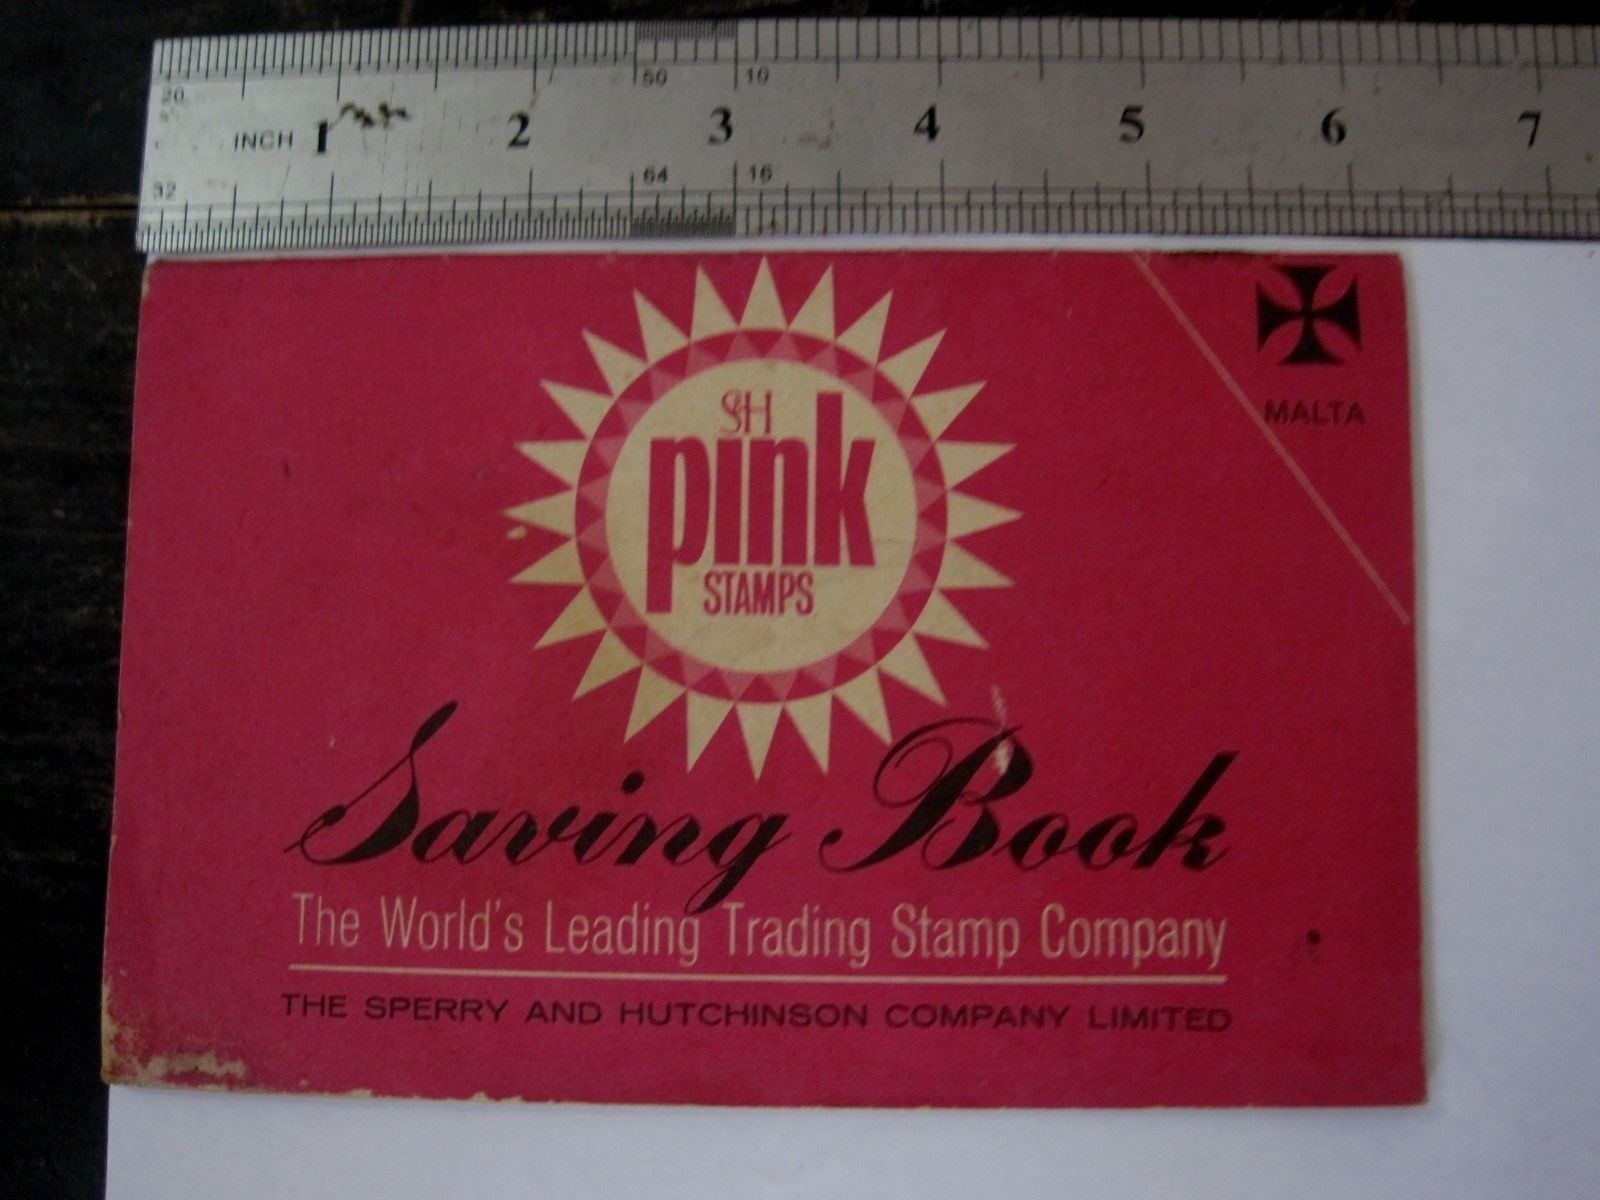 20 50 10
INCH 1 2 3 4 5 6 7
32 64 16
MALTA
S&H
pink
STAMPS
Saving Book
The World's Leading Trading Stamp Company
THE SPERRY AND HUTCHINSON COMPANY LIMITED